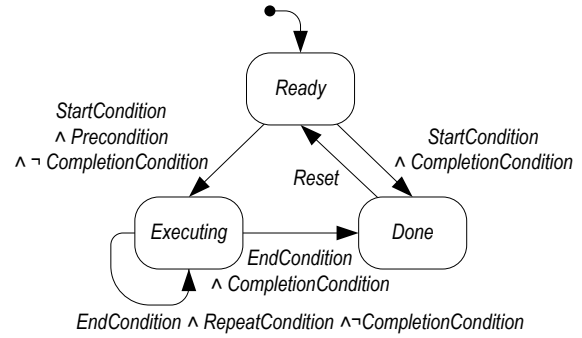 Ready
StartCondition
∧ Precondition
∧ ¬ CompletionCondition
StartCondition
∧ CompletionCondition
Reset
Executing
Done
EndCondition
∧ CompletionCondition
EndCondition ∧ RepeatCondition ∧¬CompletionCondition